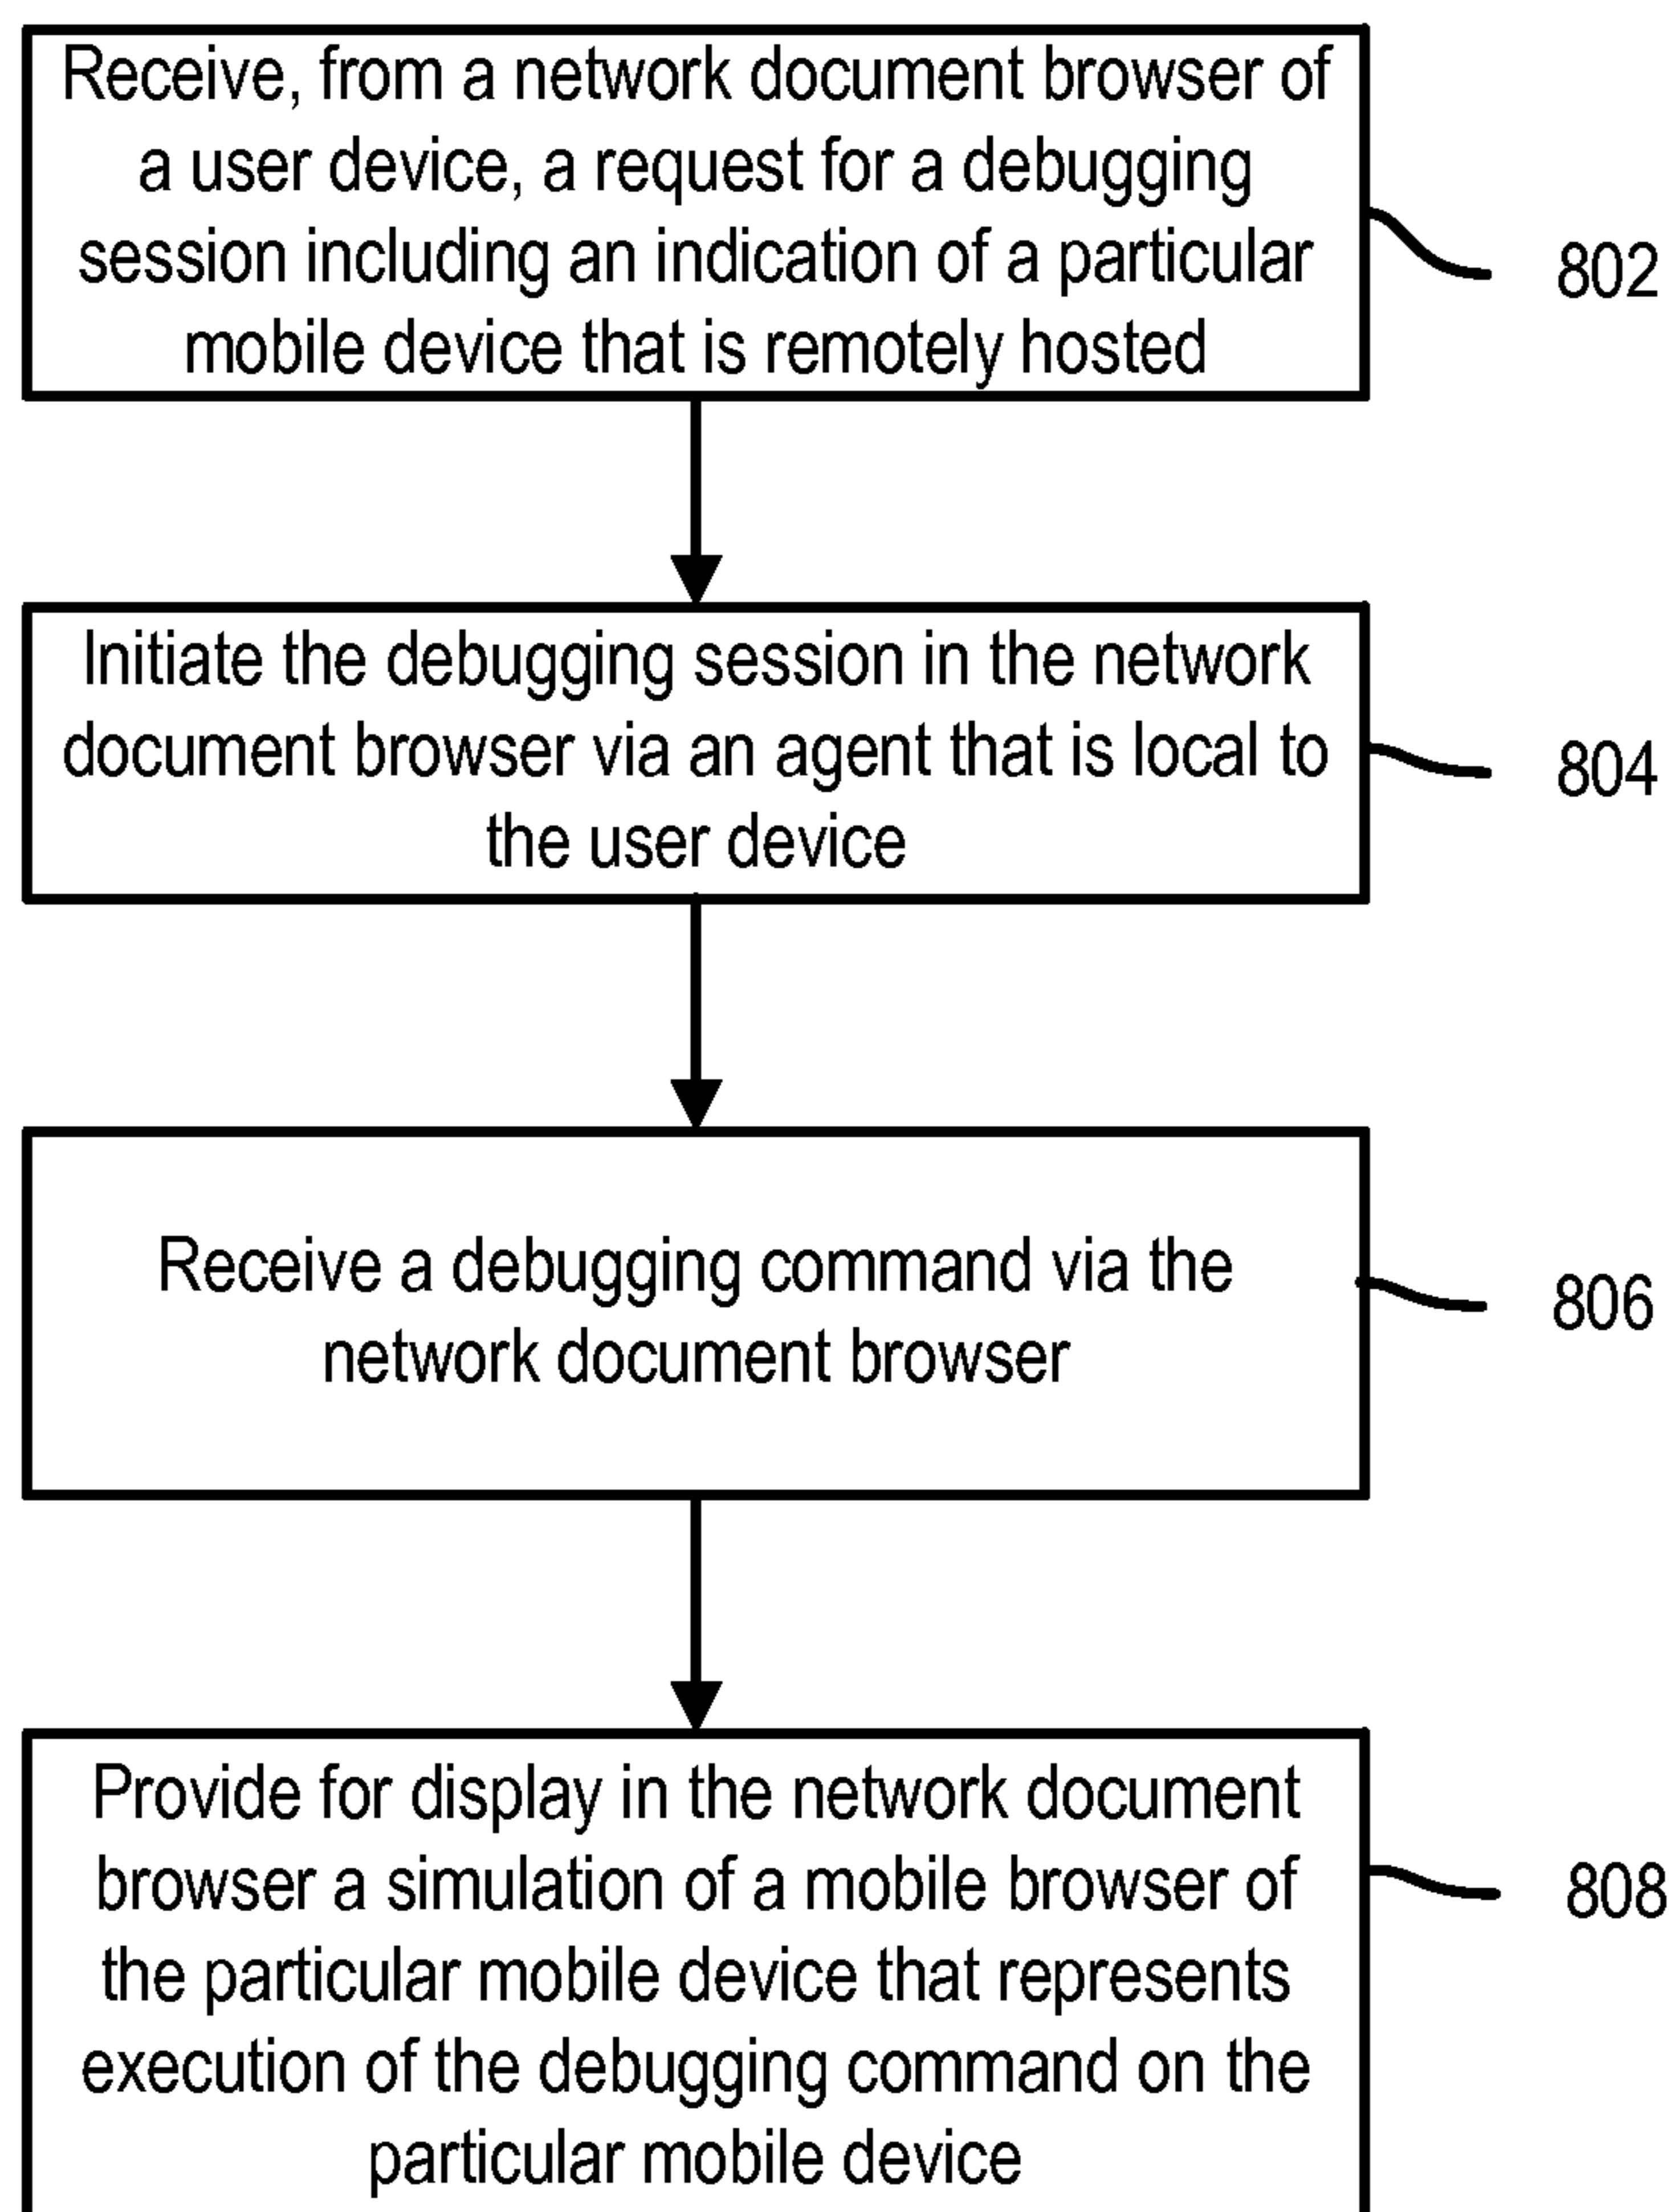 Receive, from a network document browser of
a user device, a request for a debugging
session including an indication of a particular
mobile device that is remotely hosted
802
Initiate the debugging session in the network
document browser via an agent that is local to
the user device
804
Receive a debugging command via the
network document browser
806
Provide for display in the network document
browser a simulation of a mobile browser of
the particular mobile device that represents
execution of the debugging command on the
particular mobile device
808